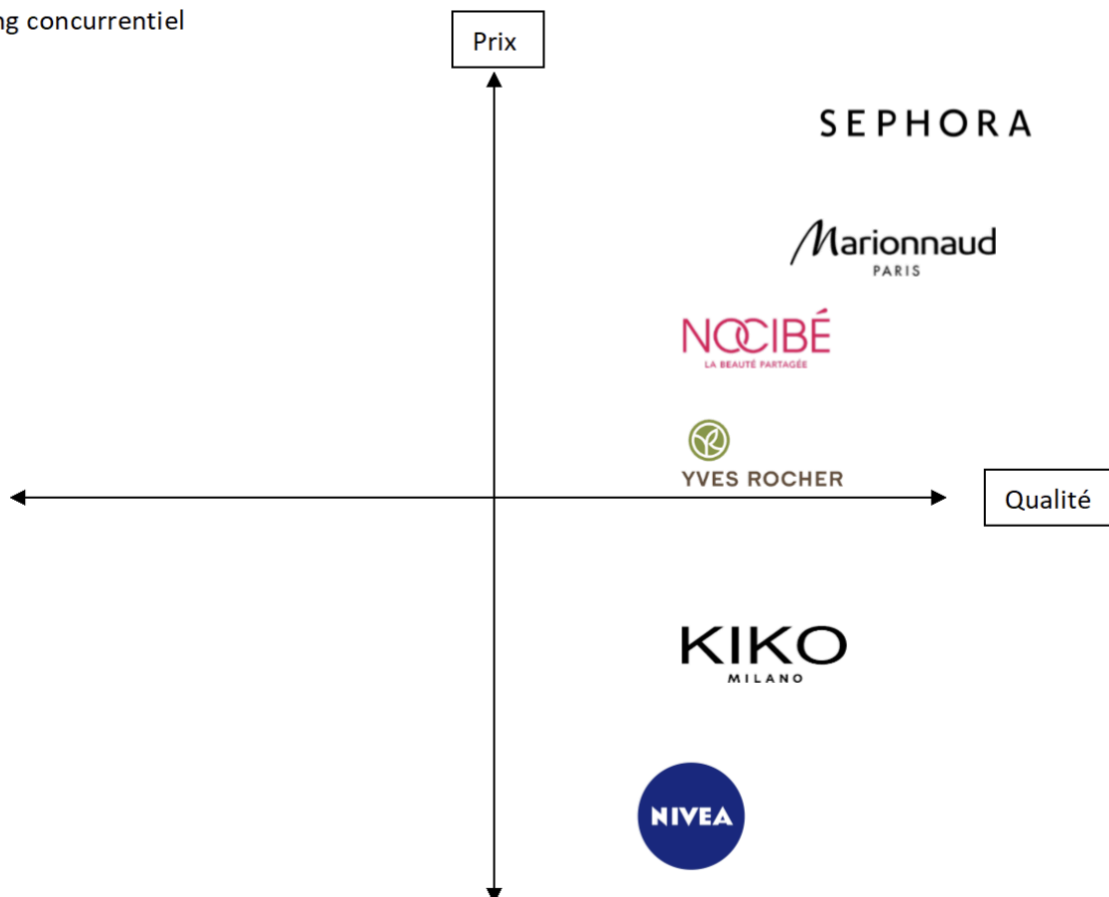 ng concurrentiel
Prix
SEPHORA
Marionnaud
PARIS
NOCIBÉ
LA BEAUTÉ PARTAGÉE
YVES ROCHER
Qualité
KIKO
MILANO
NIVEA